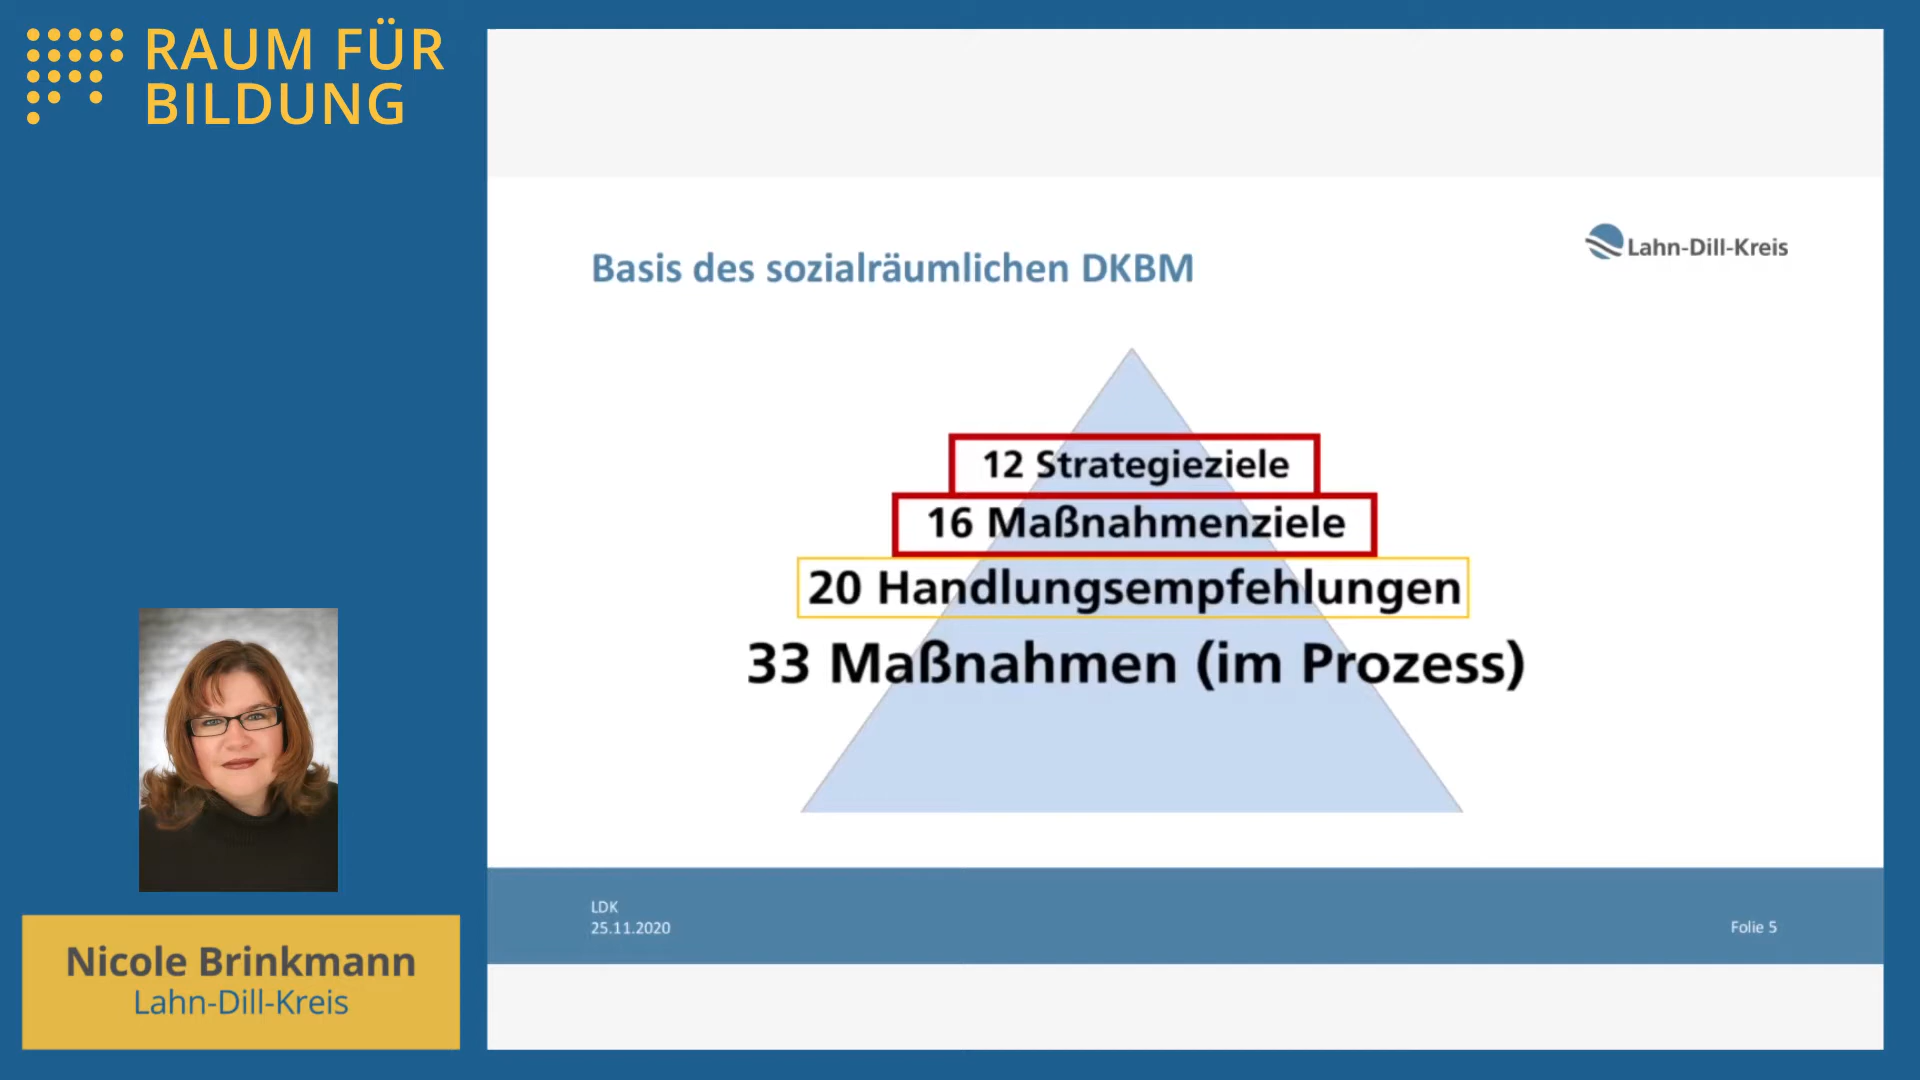 RAUM FÜR
BILDUNG
Lahn-Dill-Kreis
Basis des sozialräumlichen DKBM
12 Strategieziele
16 Maßnahmenziele
20 Handlungsempfehlungen
33 Maßnahmen (im Prozess)
LDK
25.11.2020
Folie 5
Nicole Brinkmann
Lahn-Dill-Kreis